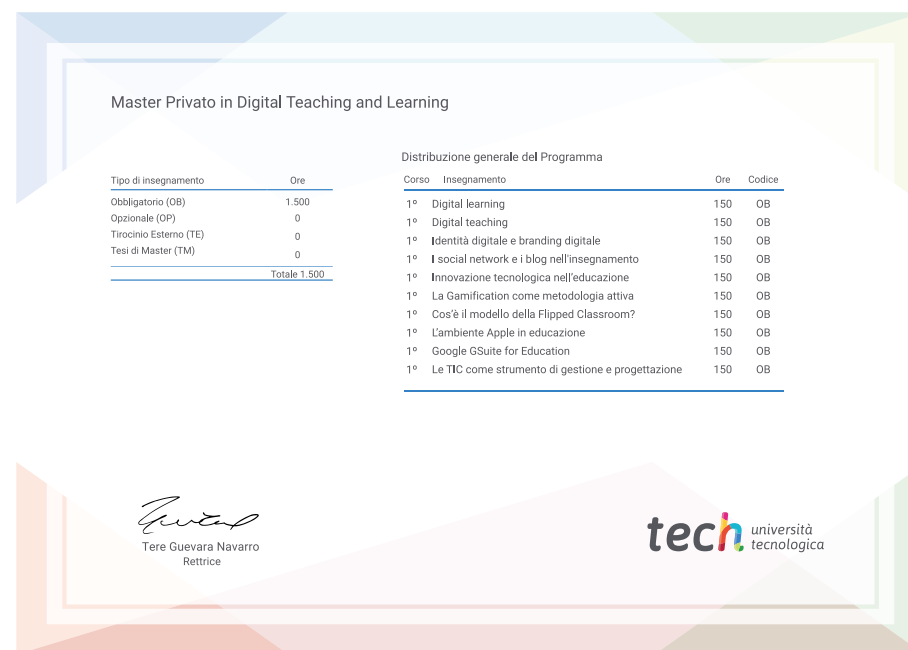 Master Privato in Digital Teaching and Learning
Tipo di insegnamento Ore
Obbligatorio (OB) 1.500
Opzionale (OP) 0
Tirocinio Esterno (TE) 0
Tesi di Master (TM) 0
Totale 1.500
Distribuzione generale del Programma
Corso Insegnamento Ore Codice
1º Digital learning 150 OB
1º Digital teaching 150 OB
1º Identità digitale e branding digitale 150 OB
1º I social network e i blog nell'insegnamento 150 OB
1º Innovazione tecnologica nell'educazione 150 OB
1º La Gamification come metodologia attiva 150 OB
1º Cos'è il modello della Flipped Classroom? 150 OB
1º L'ambiente Apple in educazione 150 OB
1º Google GSuite for Education 150 OB
1º Le TIC come strumento di gestione e progettazione 150 OB
Tere Guevara Navarro
Rettrice
tech università
tecnologica